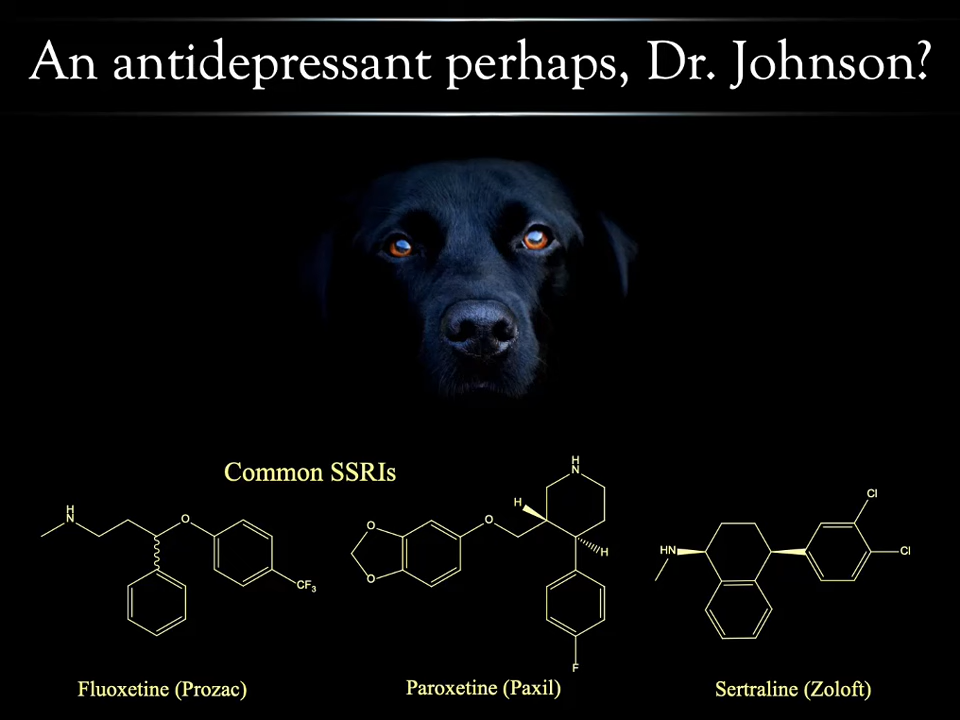 An antidepressant perhaps, Dr. Johnson?
Common SSRIs
H
N
O
CF3
O
O
O
H
N
H
H
F
HN
Cl
Cl
Fluoxetine (Prozac)
Paroxetine (Paxil)
Sertraline (Zoloft)